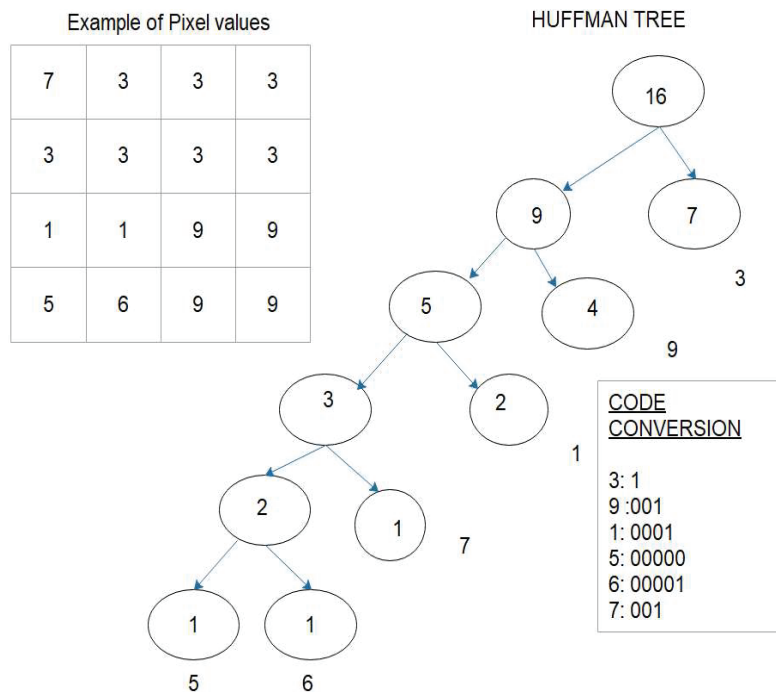 Example of Pixel values
7 3 3 3
3 3 3 3
1 1 9 9
5 6 9 9
HUFFMAN TREE
16
9 7
3
5 4
9
3 2
1
2 1
7
1 1
5 6
CODE
CONVERSION
3: 1
9 :001
1: 0001
5: 00000
6: 00001
7: 001